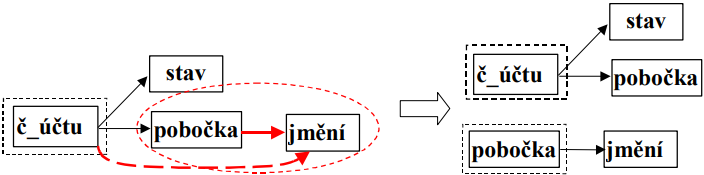 stav
č_účtu
pobočka
jmění
stav
č_účtu
pobočka
pobočka
jmění